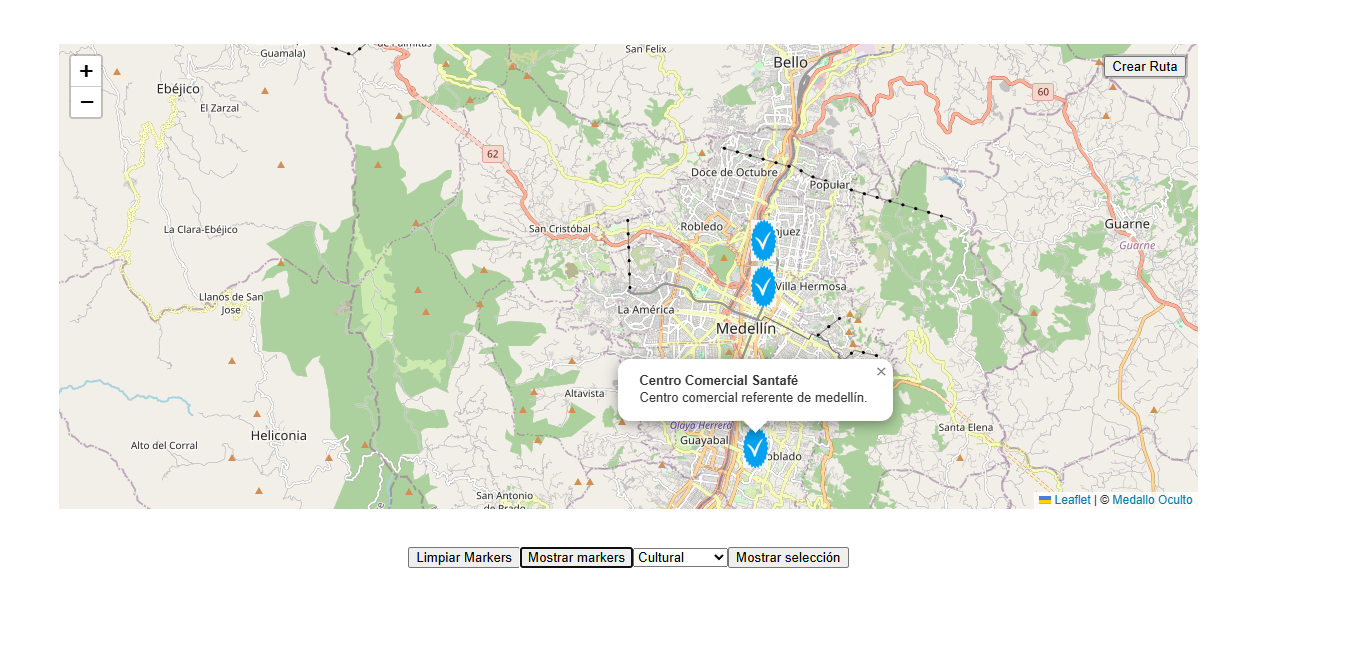 Guamala)
San Felix
Bello
Crear Ruta
+
Ebéjico
60
−
El Zarzal
62
Doce de Octubre
Popular
La Clara-Ebéjico
San Cristóbal
Robledo
Guarne
Guarne
Villa Hermosa
Llanos de San
Jose
La América
Medellín
Centro Comercial Santafé
×
Centro comercial referente de medellín.
Altavista
Olaya Herrera
Santa Elena
Heliconia
Guayabal
Alto del Corral
San Antonio
de Prado
Leaflet | © Medallo Oculto
Limpiar Markers
Mostrar markers
Cultural
Mostrar selección